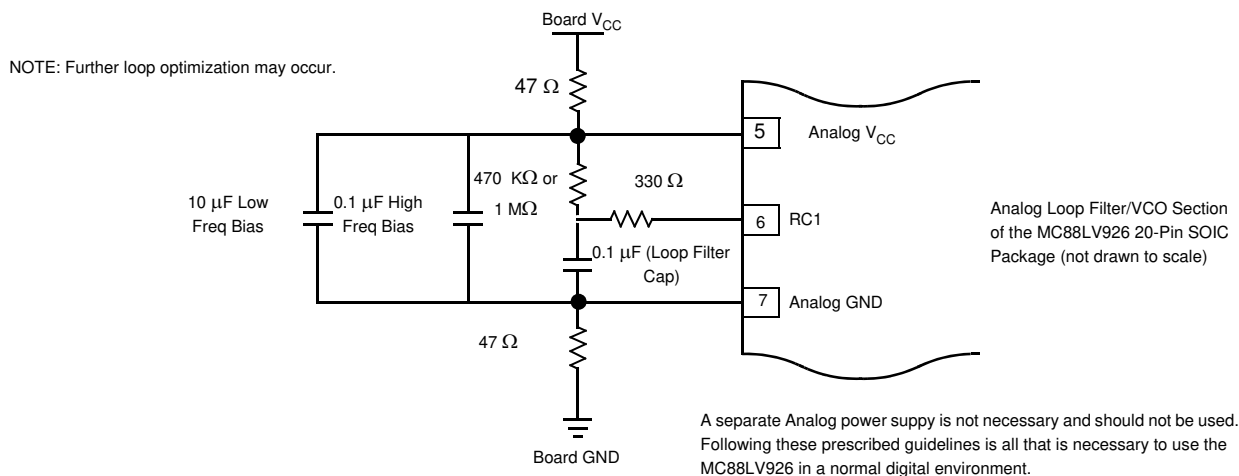 Board VCC
NOTE: Further loop optimization may occur.
47 Ω
5
Analog VCC
470 KΩ or
1 MΩ
330 Ω
10 µF Low
Freq Bias
0.1 µF High
Freq Bias
6
RC1
Analog Loop Filter/VCO Section
of the MC88LV926 20-Pin SOIC
Package (not drawn to scale)
0.1 µF (Loop Filter
Cap)
7
Analog GND
47 Ω
Board GND
A separate Analog power suppy is not necessary and should not be used.
Following these prescribed guidelines is all that is necessary to use the
MC88LV926 in a normal digital environment.